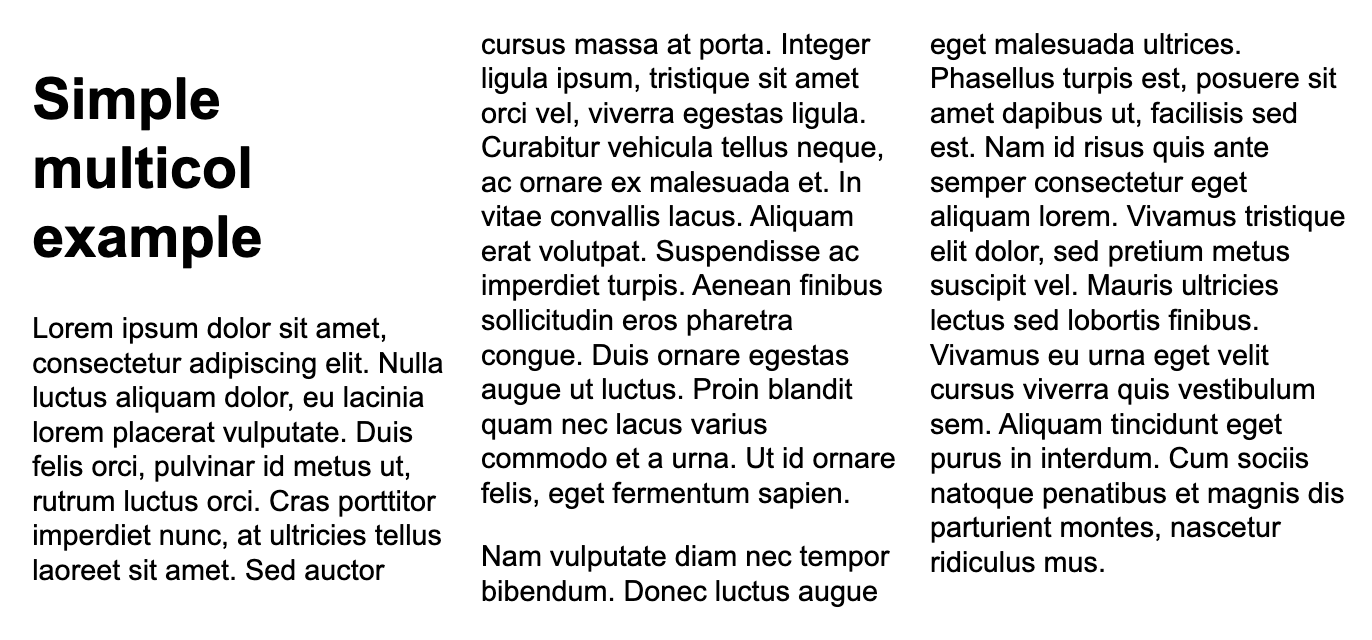 Simple
multicol
example
Lorem ipsum dolor sit amet,
consectetur adipiscing elit. Nulla
luctus aliquam dolor, eu lacinia
lorem placerat vulputate. Duis
felis orci, pulvinar id metus ut,
rutrum luctus orci. Cras porttitor
imperdiet nunc, at ultricies tellus
laoreet sit amet. Sed auctor
cursus massa at porta. Integer
ligula ipsum, tristique sit amet
orci vel, viverra egestas ligula.
Curabitur vehicula tellus neque,
ac ornare ex malesuada et. In
vitae convallis lacus. Aliquam
erat volutpat. Suspendisse ac
imperdiet turpis. Aenean finibus
sollicitudin eros pharetra
congue. Duis ornare egestas
augue ut luctus. Proin blandit
quam nec lacus varius
commodo et a urna. Ut id ornare
felis, eget fermentum sapien.
Nam vulputate diam nec tempor
bibendum. Donec luctus augue
eget malesuada ultrices.
Phasellus turpis est, posuere sit
amet dapibus ut, facilisis sed
est. Nam id risus quis ante
semper consectetur eget
aliquam lorem. Vivamus tristique
elit dolor, sed pretium metus
suscipit vel. Mauris ultricies
lectus sed lobortis finibus.
Vivamus eu urna eget velit
cursus viverra quis vestibulum
sem. Aliquam tincidunt eget
purus in interdum. Cum sociis
natoque penatibus et magnis dis
parturient montes, nascetur
ridiculus mus.